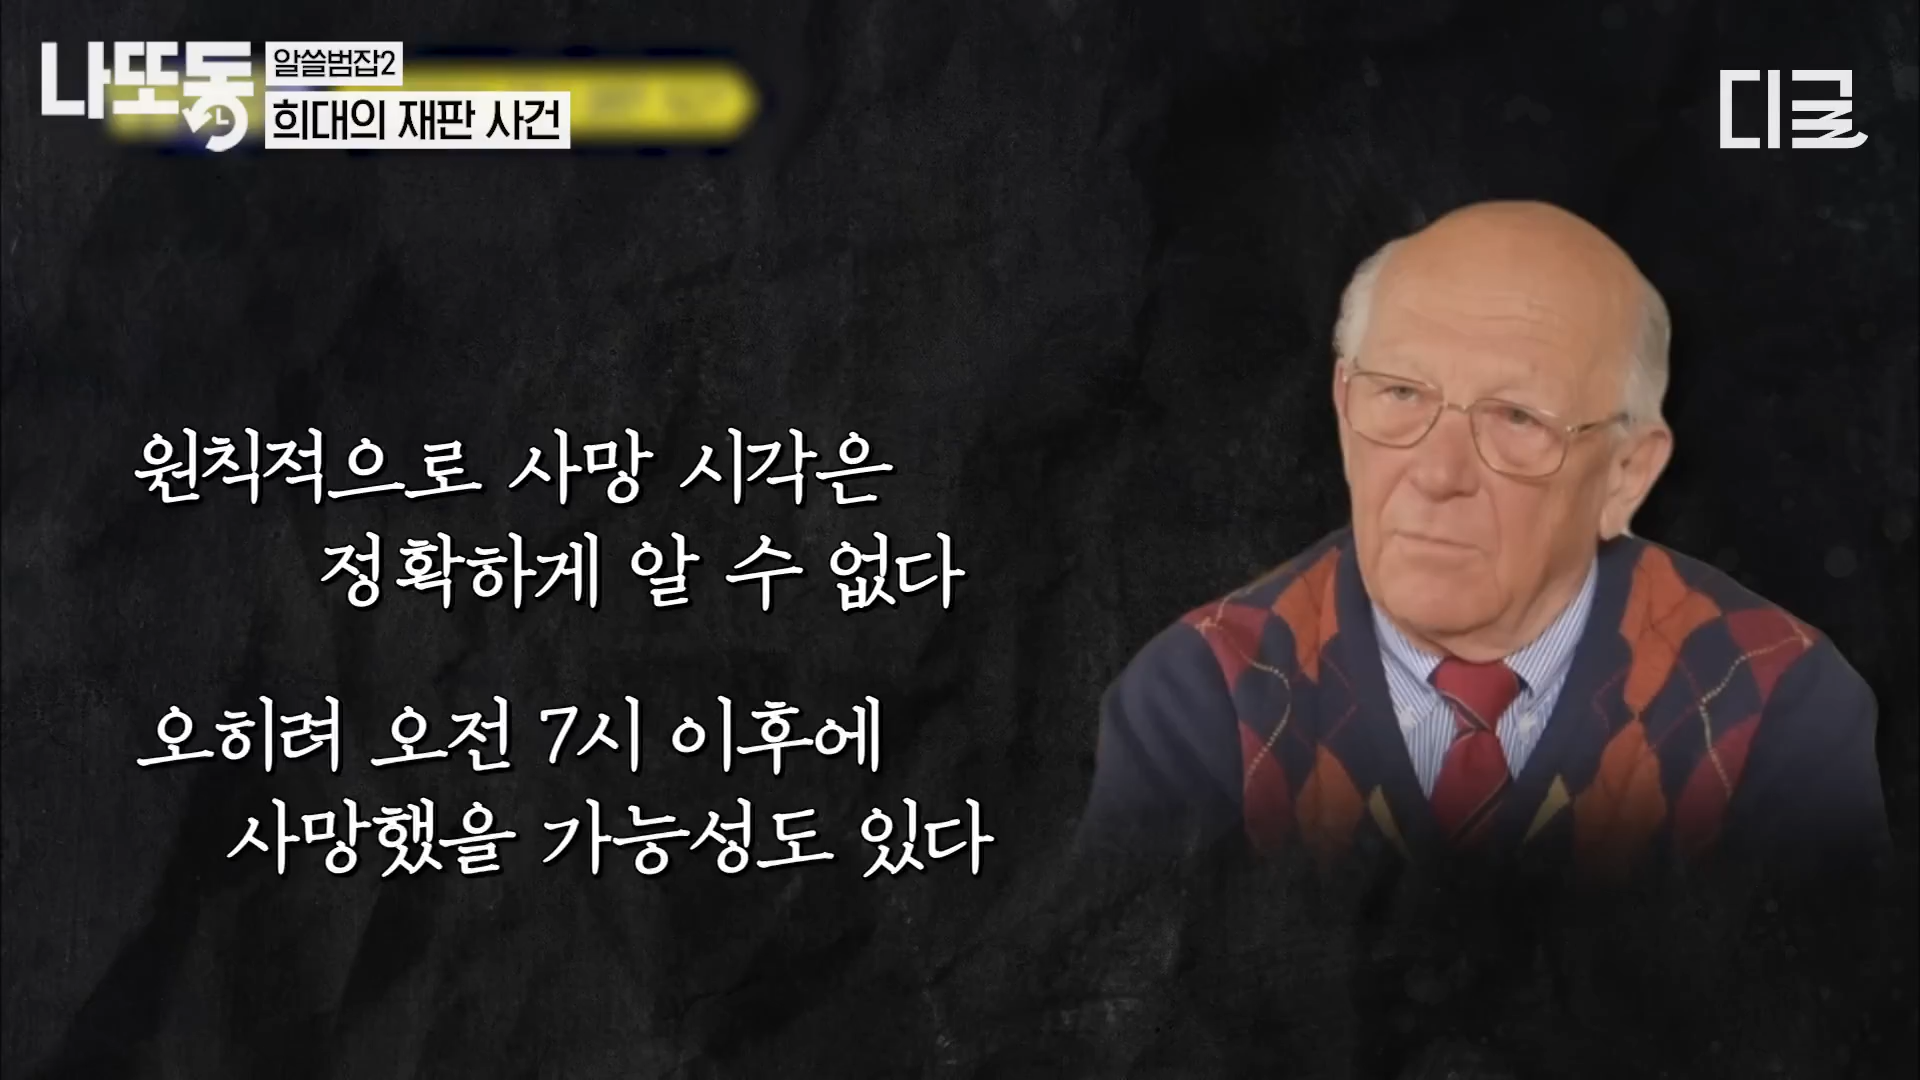 나또동
알쓸범잡2
희대의 재판 사건
디글
원칙적으로 사망 시각은
정확하게 알 수 없다
오히려 오전 7시 이후에
사망했을 가능성도 있다